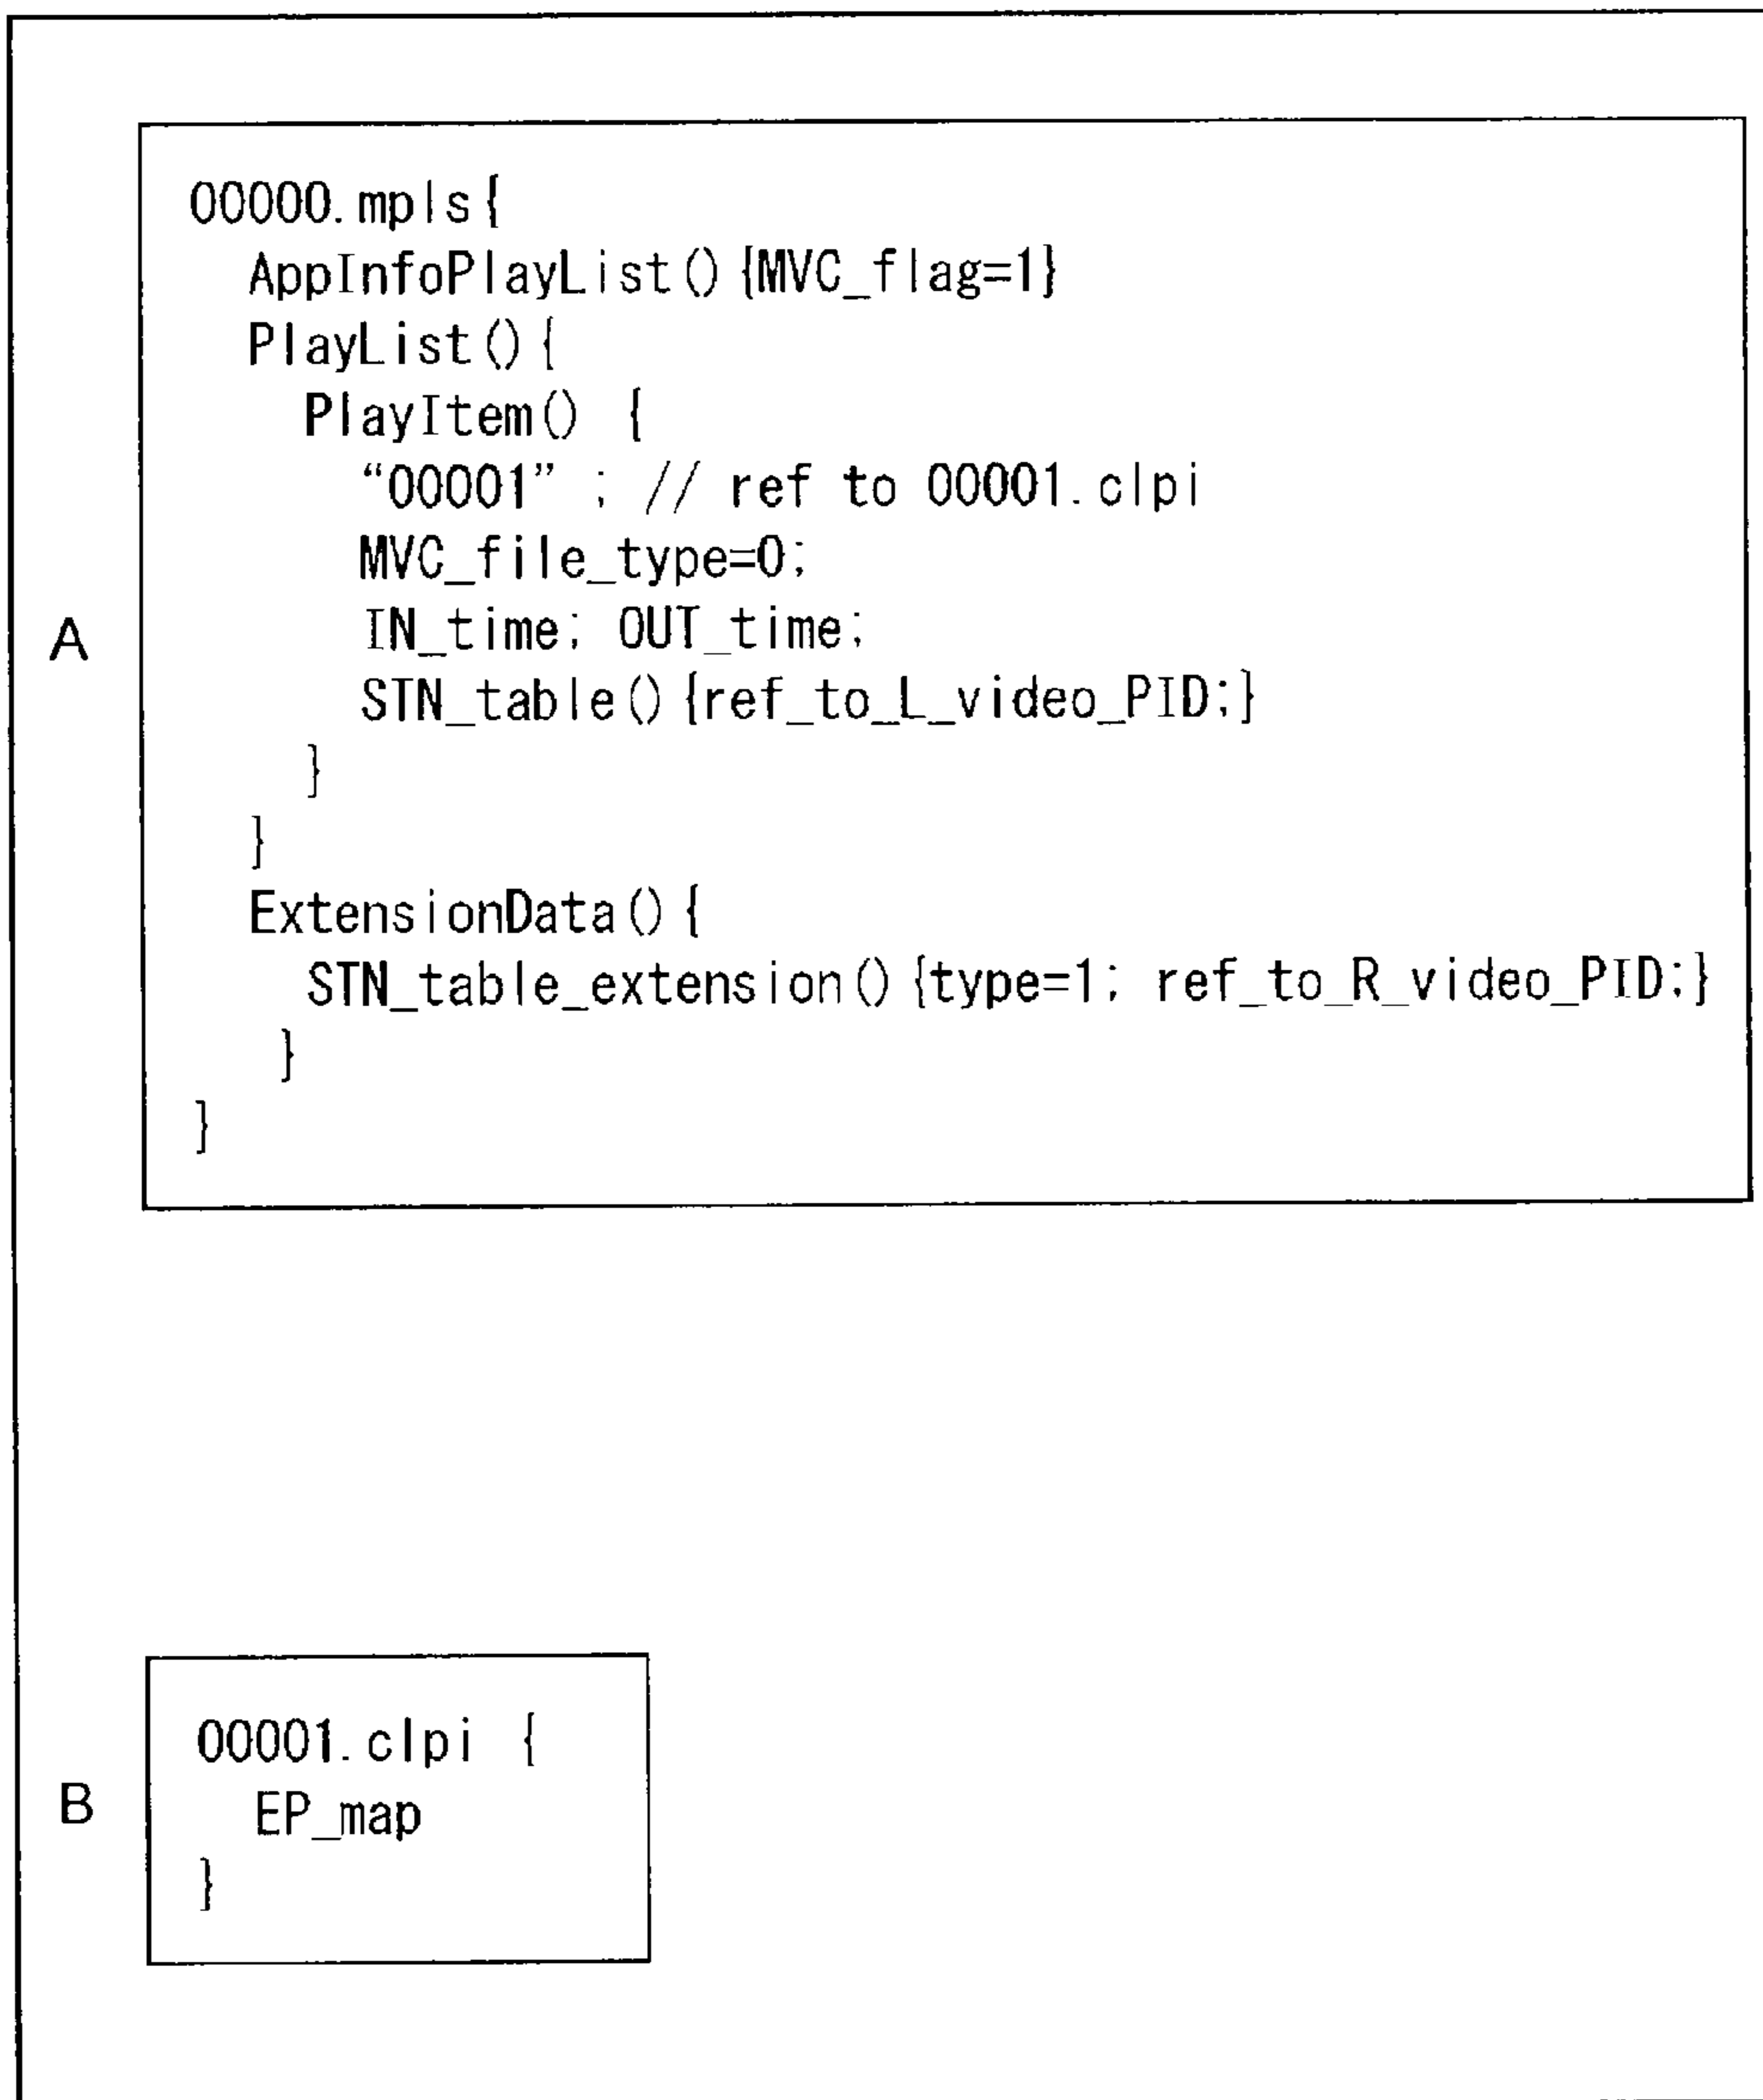 A
00000.mpls{
AppInfoPlayList(){MVC_flag=1}
PlayList(){
PlayItem() {
“00001” ; // ref to 00001.clpi
MVC_file_type=0;
IN_time; OUT_time;
STN_table(){ref_to_L_video_PID;}
}
}
ExtensionData(){
STN_table_extension(){type=1; ref_to_R_video_PID;}
}
}
B
00001.clpi {
EP_map
}